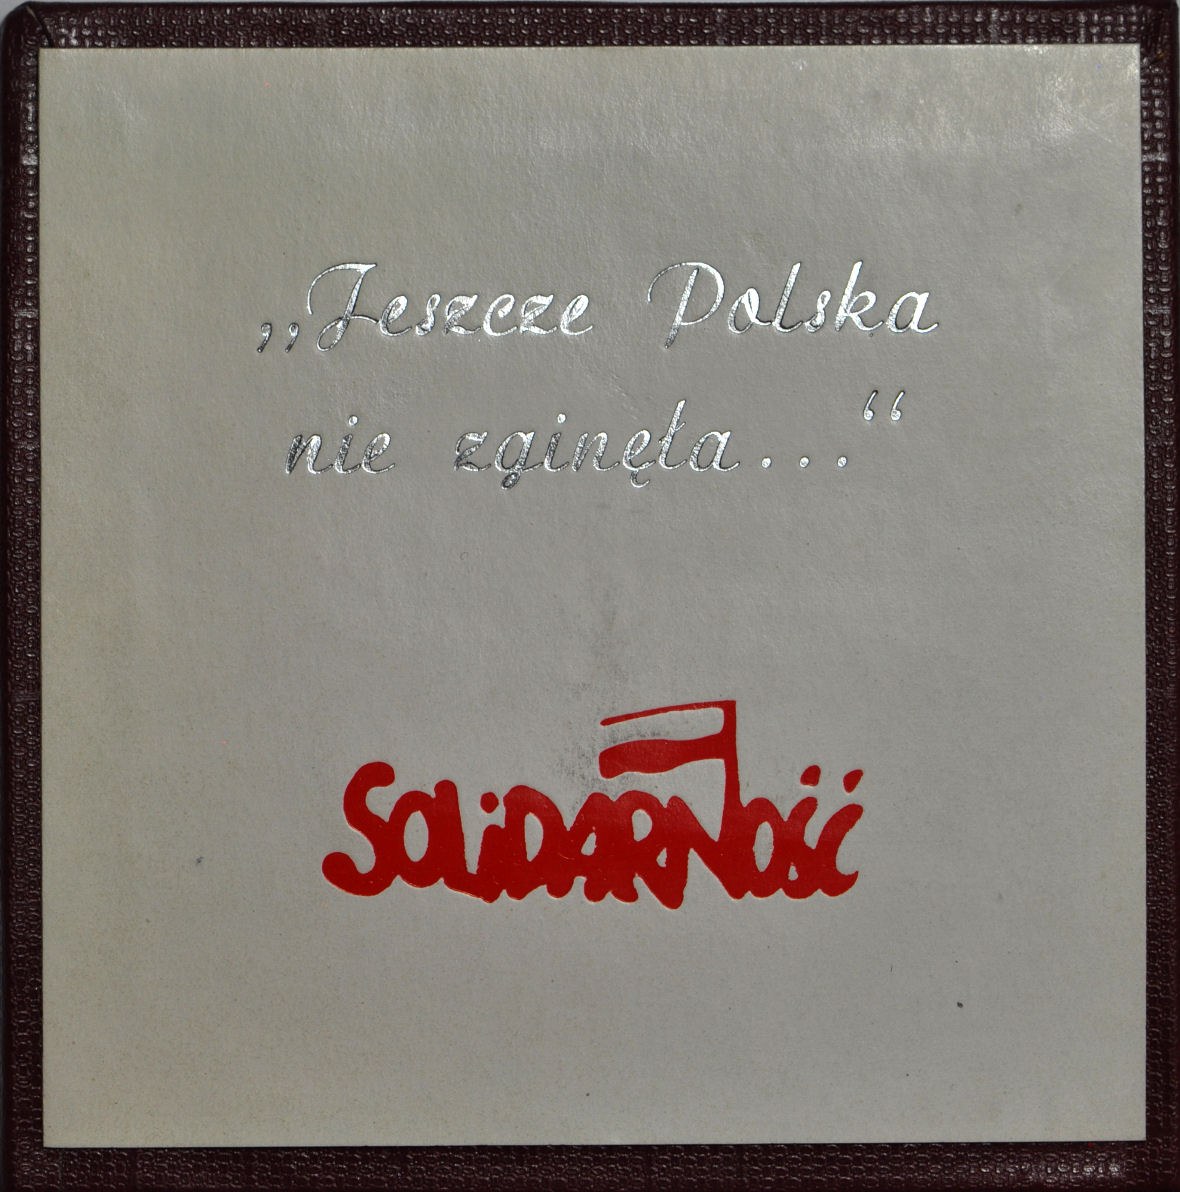 „Jeszcze Polska
nie zginęła...“
SOLiDARNOŚĆ